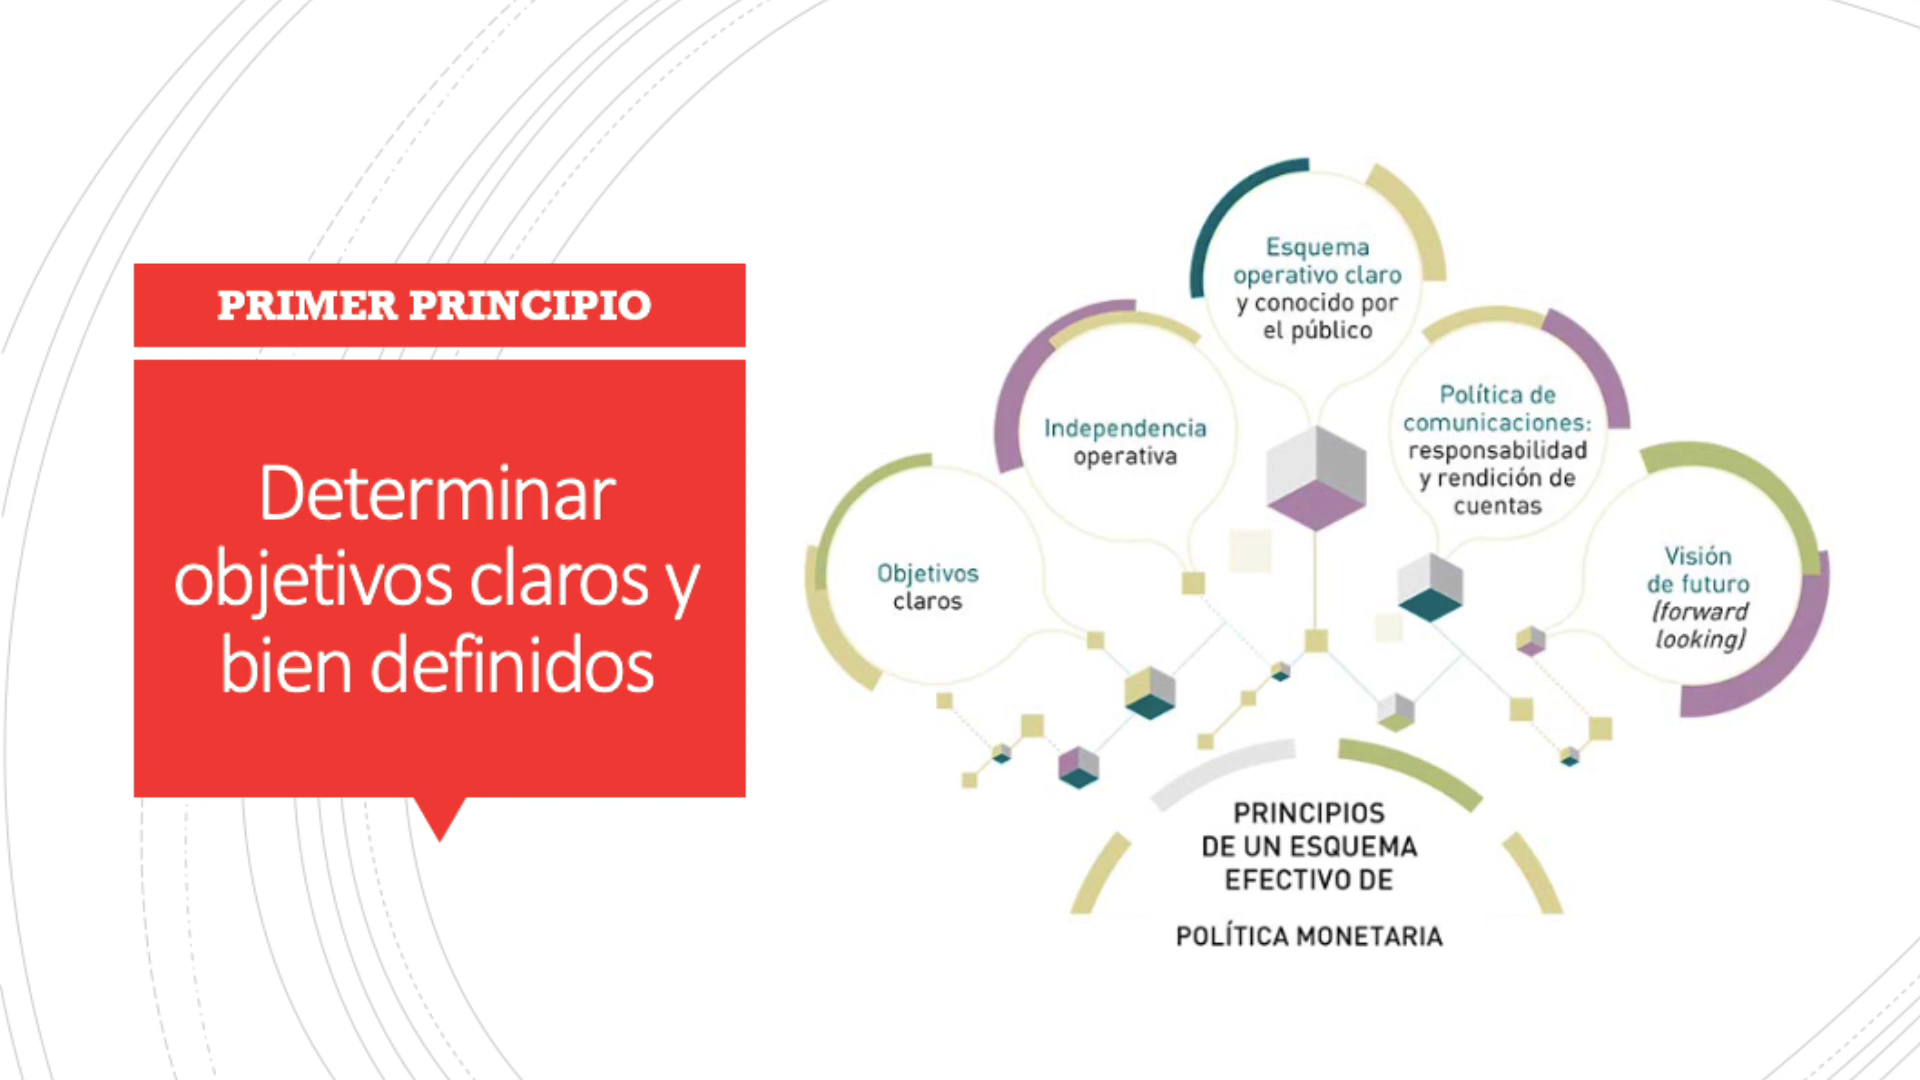 PRIMER PRINCIPIO
Determinar
objetivos claros y
bien definidos
Objetivos
claros
Independencia
operativa
Esquema
operativo claro
y conocido por
el público
Política de
comunicaciones:
responsabilidad
y rendición de
cuentas
Visión
de futuro
(forward
looking)
PRINCIPIOS
DE UN ESQUEMA
EFECTIVO DE
POLÍTICA MONETARIA